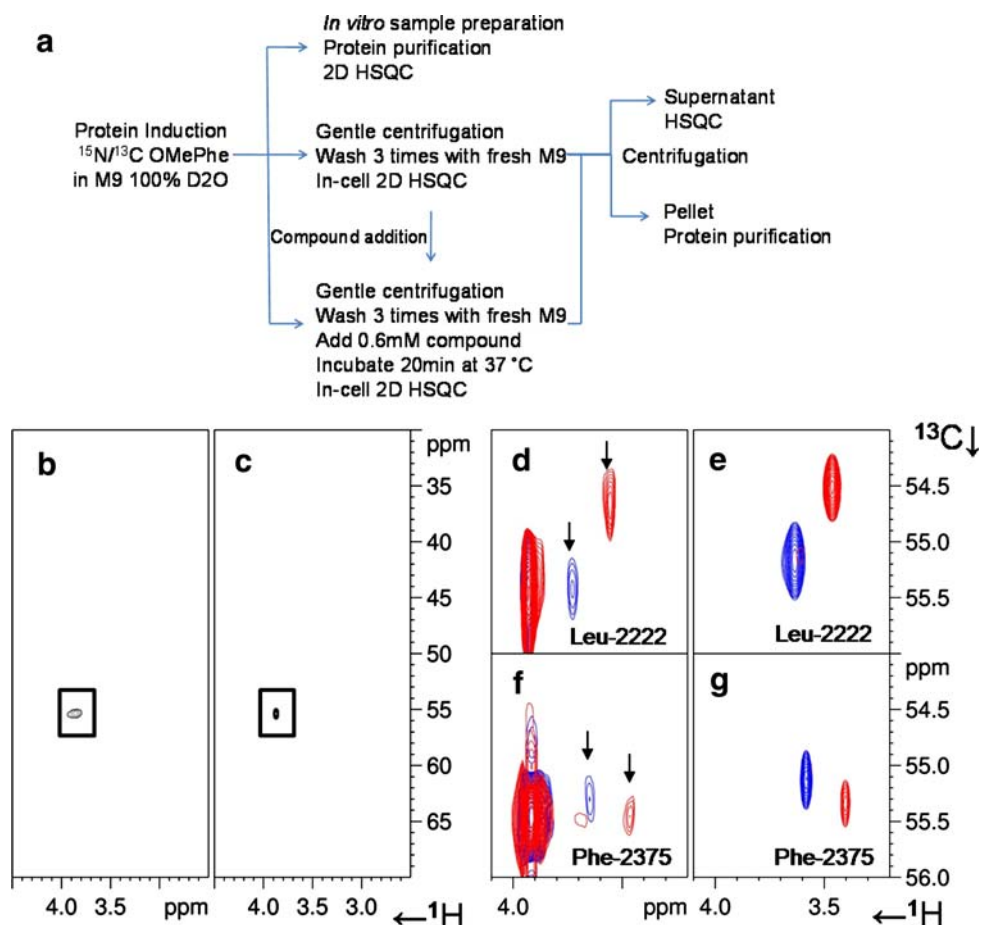 a
In vitro sample preparation
Protein purification
2D HSQC
Protein Induction
¹⁵N/¹³C OMePhe
in M9 100% D2O
Gentle centrifugation
Wash 3 times with fresh M9
In-cell 2D HSQC
Compound addition
Gentle centrifugation
Wash 3 times with fresh M9
Add 0.6mM compound
Incubate 20min at 37 °C
In-cell 2D HSQC
Supernatant
HSQC
Centrifugation
Pellet
Protein purification
b
c
ppm
35
40
45
50
55
60
65
4.0 3.5 ppm
4.0 3.5 3.0
←¹H
d
Leu-2222
e
Leu-2222
¹³C↓
54.5
55.0
55.5
f
Phe-2375
g
Phe-2375
ppm
54.5
55.0
55.5
56.0
4.0 ppm
3.5
←¹H